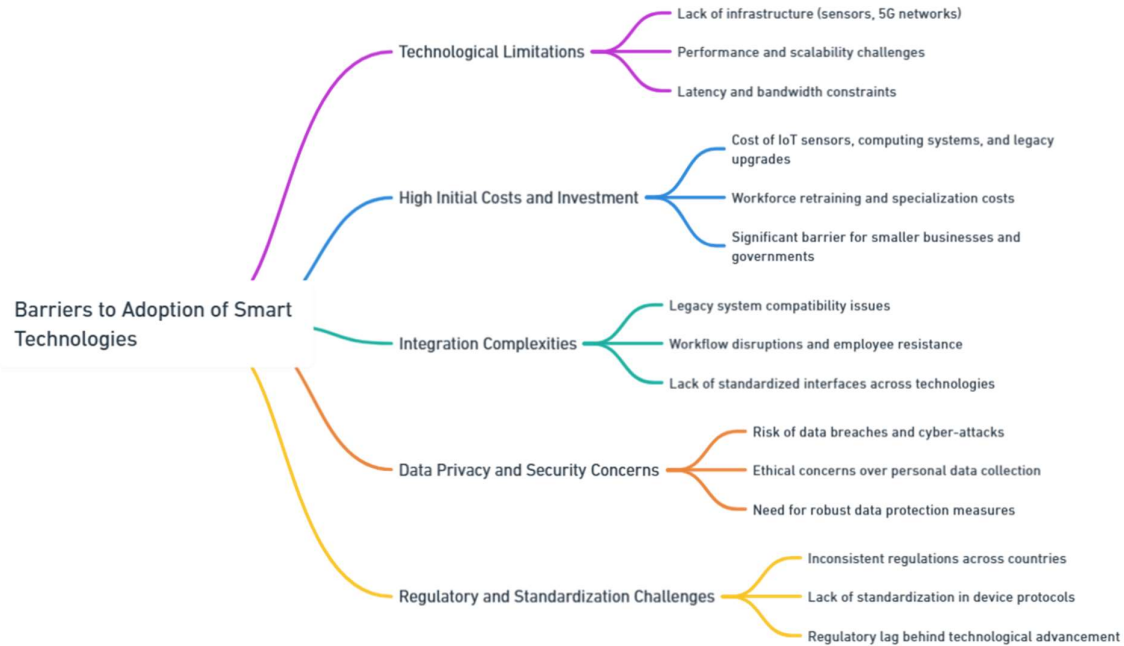 Barriers to Adoption of Smart
Technologies
Technological Limitations
Lack of infrastructure (sensors, 5G networks)
Performance and scalability challenges
Latency and bandwidth constraints
High Initial Costs and Investment
Cost of IoT sensors, computing systems, and legacy
upgrades
Workforce retraining and specialization costs
Significant barrier for smaller businesses and
governments
Integration Complexities
Legacy system compatibility issues
Workflow disruptions and employee resistance
Lack of standardized interfaces across technologies
Data Privacy and Security Concerns
Risk of data breaches and cyber-attacks
Ethical concerns over personal data collection
Need for robust data protection measures
Regulatory and Standardization Challenges
Inconsistent regulations across countries
Lack of standardization in device protocols
Regulatory lag behind technological advancement